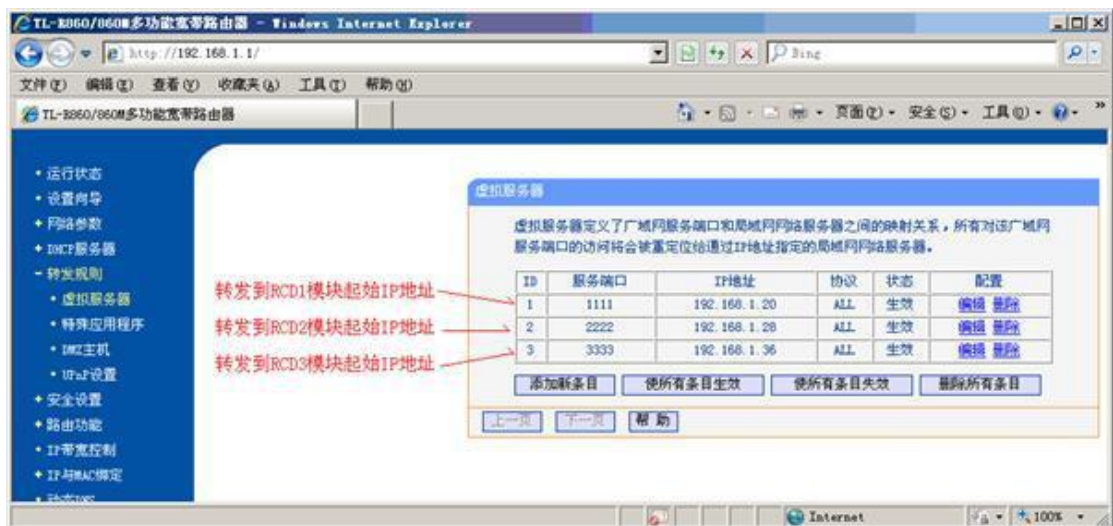 TL-R860/860M多功能宽带路由器 - Windows Internet Explorer
http://192.168.1.1/
Bing
文件(F) 编辑(E) 查看(V) 收藏夹(A) 工具(T) 帮助(H)
TL-R860/860M多功能宽带路由器
页面(P) 安全(S) 工具(O)
运行状态
设置向导
网络参数
DHCP服务器
转发规则
虚拟服务器
特殊应用程序
DMZ主机
UPnP设置
安全设置
路由功能
IP带宽控制
IP与MAC绑定
动态DNS
转发到RCD1模块起始IP地址
转发到RCD2模块起始IP地址
转发到RCD3模块起始IP地址
虚拟服务器
虚拟服务器定义了广域网服务端口和局域网网络服务器之间的映射关系，所有对该广域网
服务端口的访问将会被重定位给通过IP地址指定的局域网网络服务器。
ID 服务端口 IP地址 协议 状态 配置
1 1111 192.168.1.20 ALL 生效 编辑 删除
2 2222 192.168.1.28 ALL 生效 编辑 删除
3 3333 192.168.1.36 ALL 生效 编辑 删除
添加新条目 使所有条目生效 使所有条目失效 删除所有条目
上一页 下一页 帮 助
Internet 100%